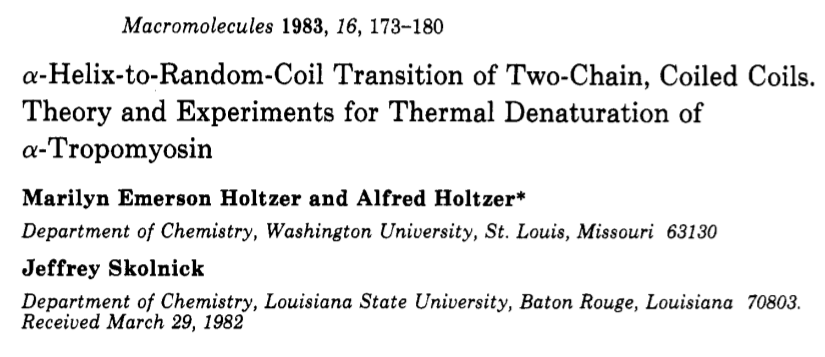 Macromolecules 1983, 16, 173-180
α-Helix-to-Random-Coil Transition of Two-Chain, Coiled Coils.
Theory and Experiments for Thermal Denaturation of
α-Tropomyosin
Marilyn Emerson Holtzer and Alfred Holtzer*
Department of Chemistry, Washington University, St. Louis, Missouri 63130
Jeffrey Skolnick
Department of Chemistry, Louisiana State University, Baton Rouge, Louisiana 70803.
Received March 29, 1982